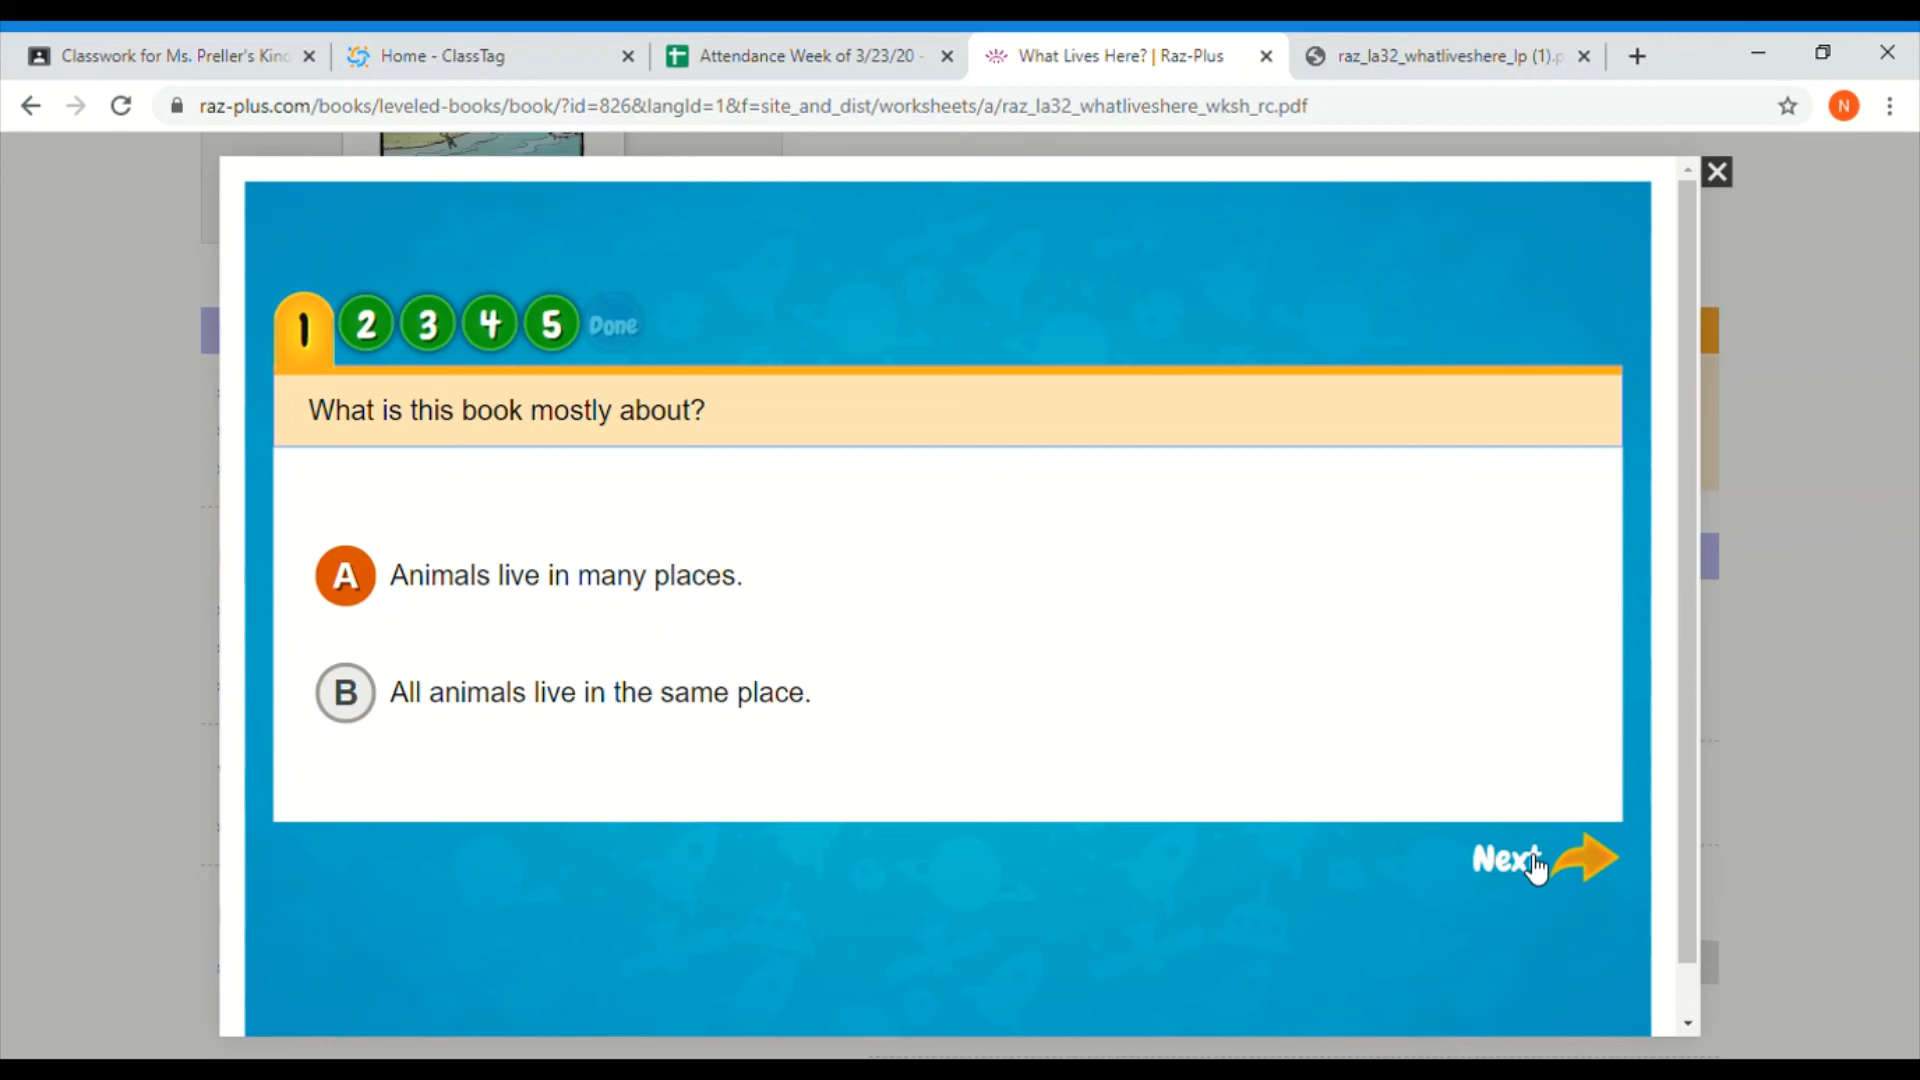 Classwork for Ms. Preller's Kind
Home - ClassTag
Attendance Week of 3/23/20 -
What Lives Here? | Raz-Plus
raz_la32_whatliveshere_lp (1).p
raz-plus.com/books/leveled-books/book/?id=826&langId=1&f=site_and_dist/worksheets/a/raz_la32_whatliveshere_wksh_rc.pdf
N
1 2 3 4 5 Done
What is this book mostly about?
A Animals live in many places.
B All animals live in the same place.
Next